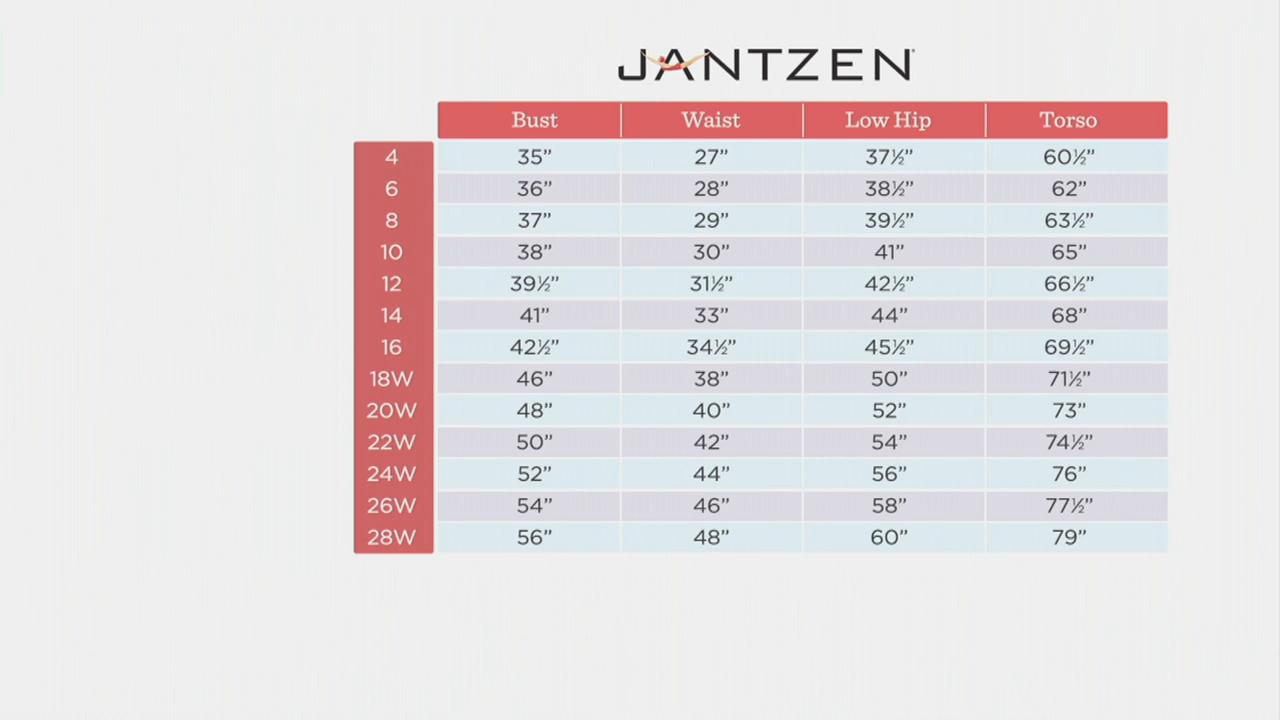 JANTZEN®
Bust Waist Low Hip Torso
4 35” 27” 37½” 60½”
6 36” 28” 38½” 62”
8 37” 29” 39½” 63½”
10 38” 30” 41” 65”
12 39½” 31½” 42½” 66½”
14 41” 33” 44” 68”
16 42½” 34½” 45½” 69½”
18W 46” 38” 50” 71½”
20W 48” 40” 52” 73”
22W 50” 42” 54” 74½”
24W 52” 44” 56” 76”
26W 54” 46” 58” 77½”
28W 56” 48” 60” 79”